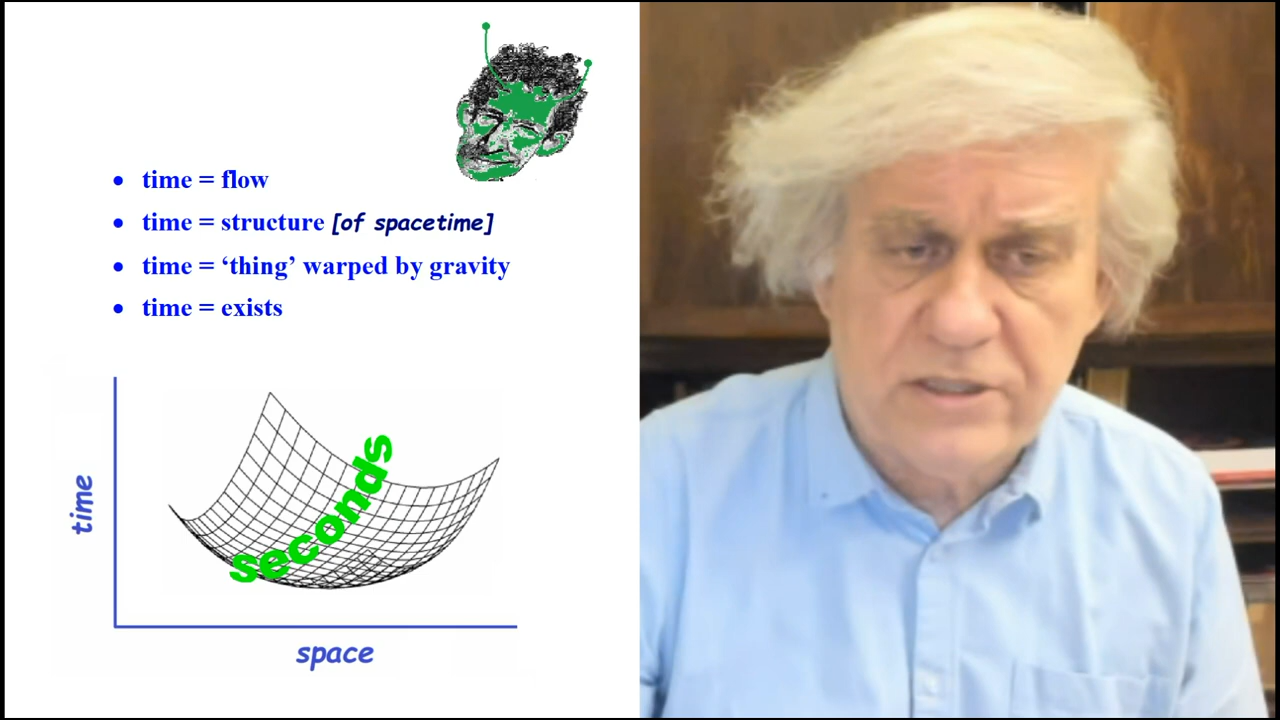 • time = flow
• time = structure [of spacetime]
• time = ‘thing’ warped by gravity
• time = exists
seconds
time
space